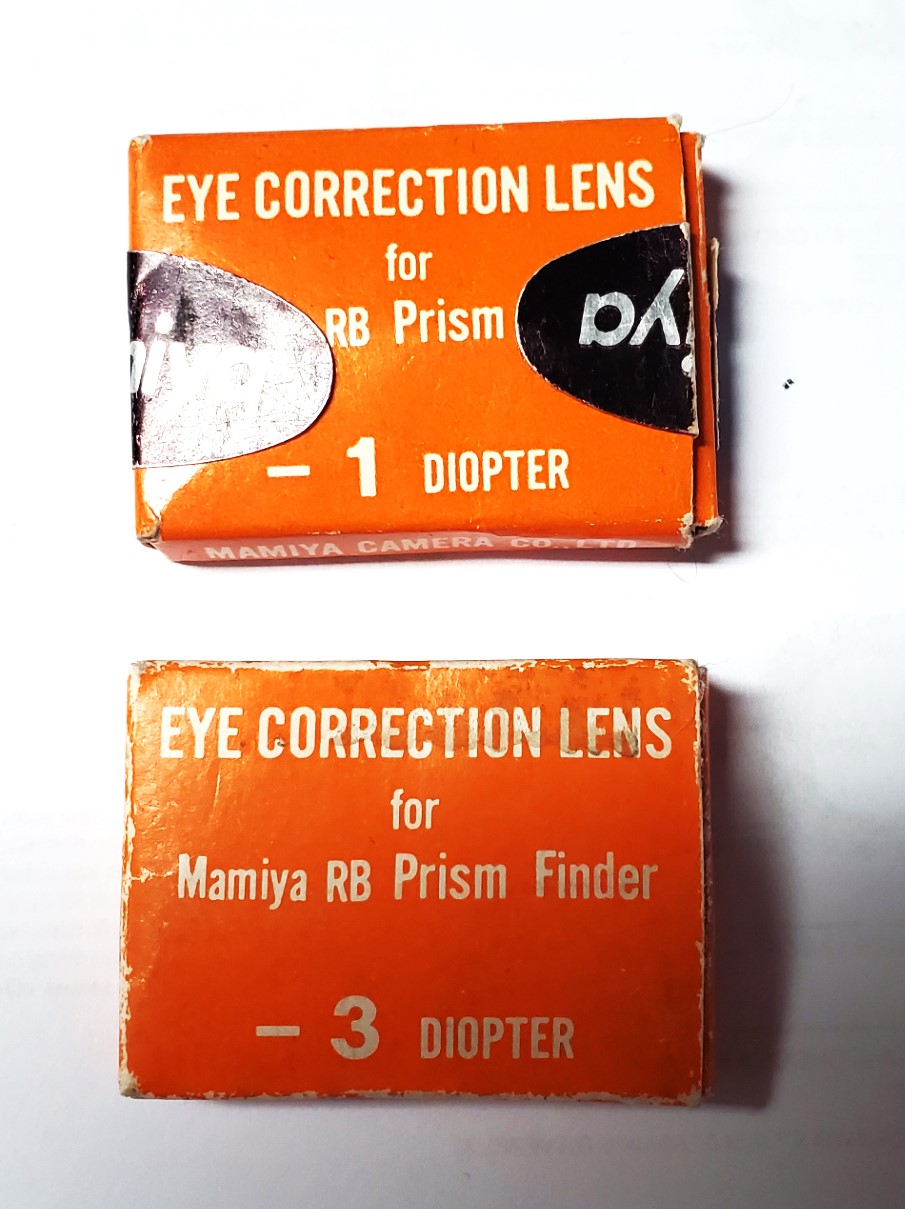 EYE CORRECTION LENS
for
RB Prism
ya
- 1 DIOPTER
MAMIYA CAMERA CO., LTD.
EYE CORRECTION LENS
for
Mamiya RB Prism Finder
- 3 DIOPTER